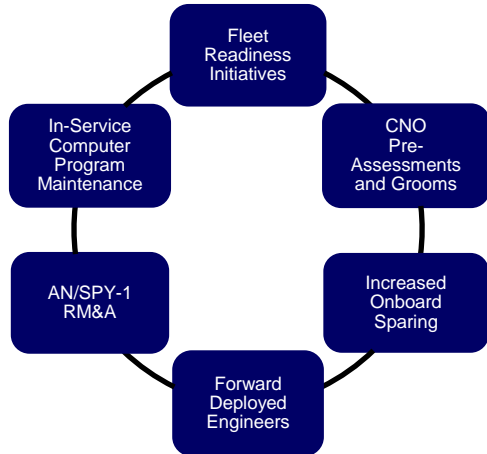 Fleet
Readiness
Initiatives
CNO
Pre-
Assessments
and Grooms
Increased
Onboard
Sparing
Forward
Deployed
Engineers
AN/SPY-1
RM&A
In-Service
Computer
Program
Maintenance